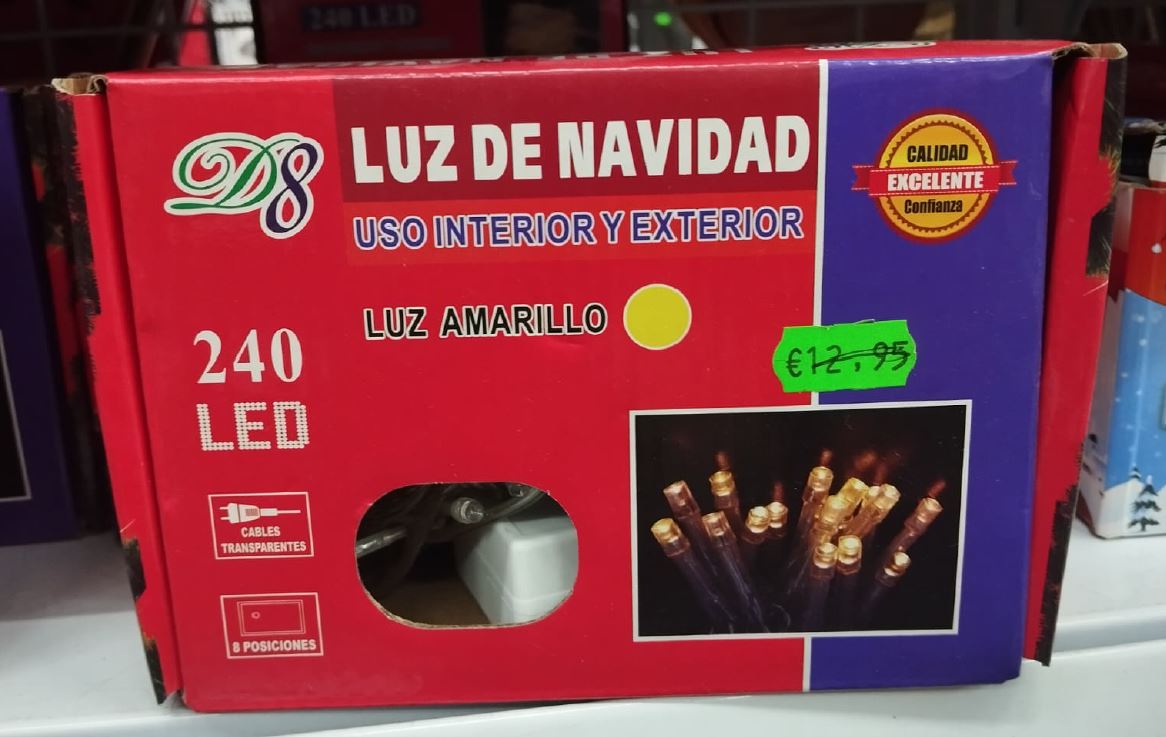 240 LED
D8
LUZ DE NAVIDAD
USO INTERIOR Y EXTERIOR
LUZ AMARILLO
CALIDAD
EXCELENTE
Confianza
€12,95
240
LED
CABLES
TRANSPARENTES
8 POSICIONES